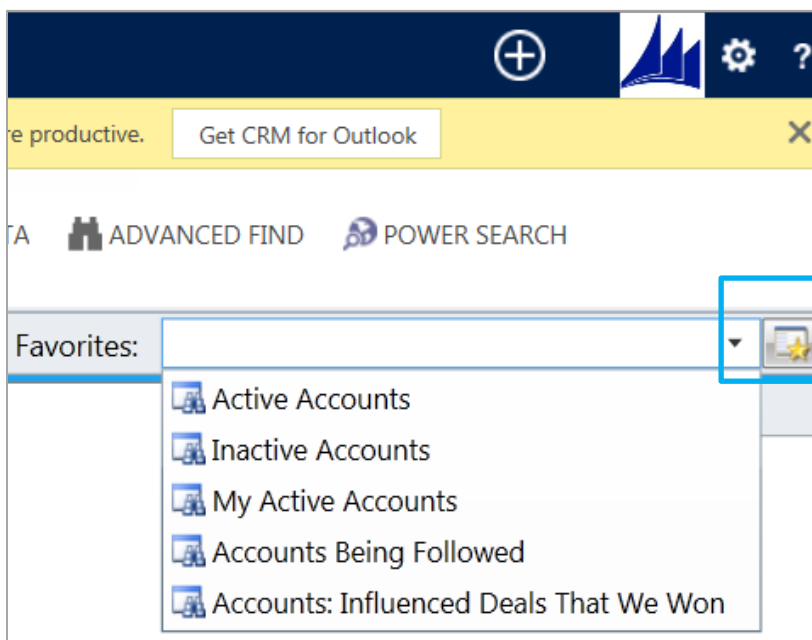 ?
re productive. Get CRM for Outlook
TA ADVANCED FIND POWER SEARCH
Favorites:
Active Accounts
Inactive Accounts
My Active Accounts
Accounts Being Followed
Accounts: Influenced Deals That We Won